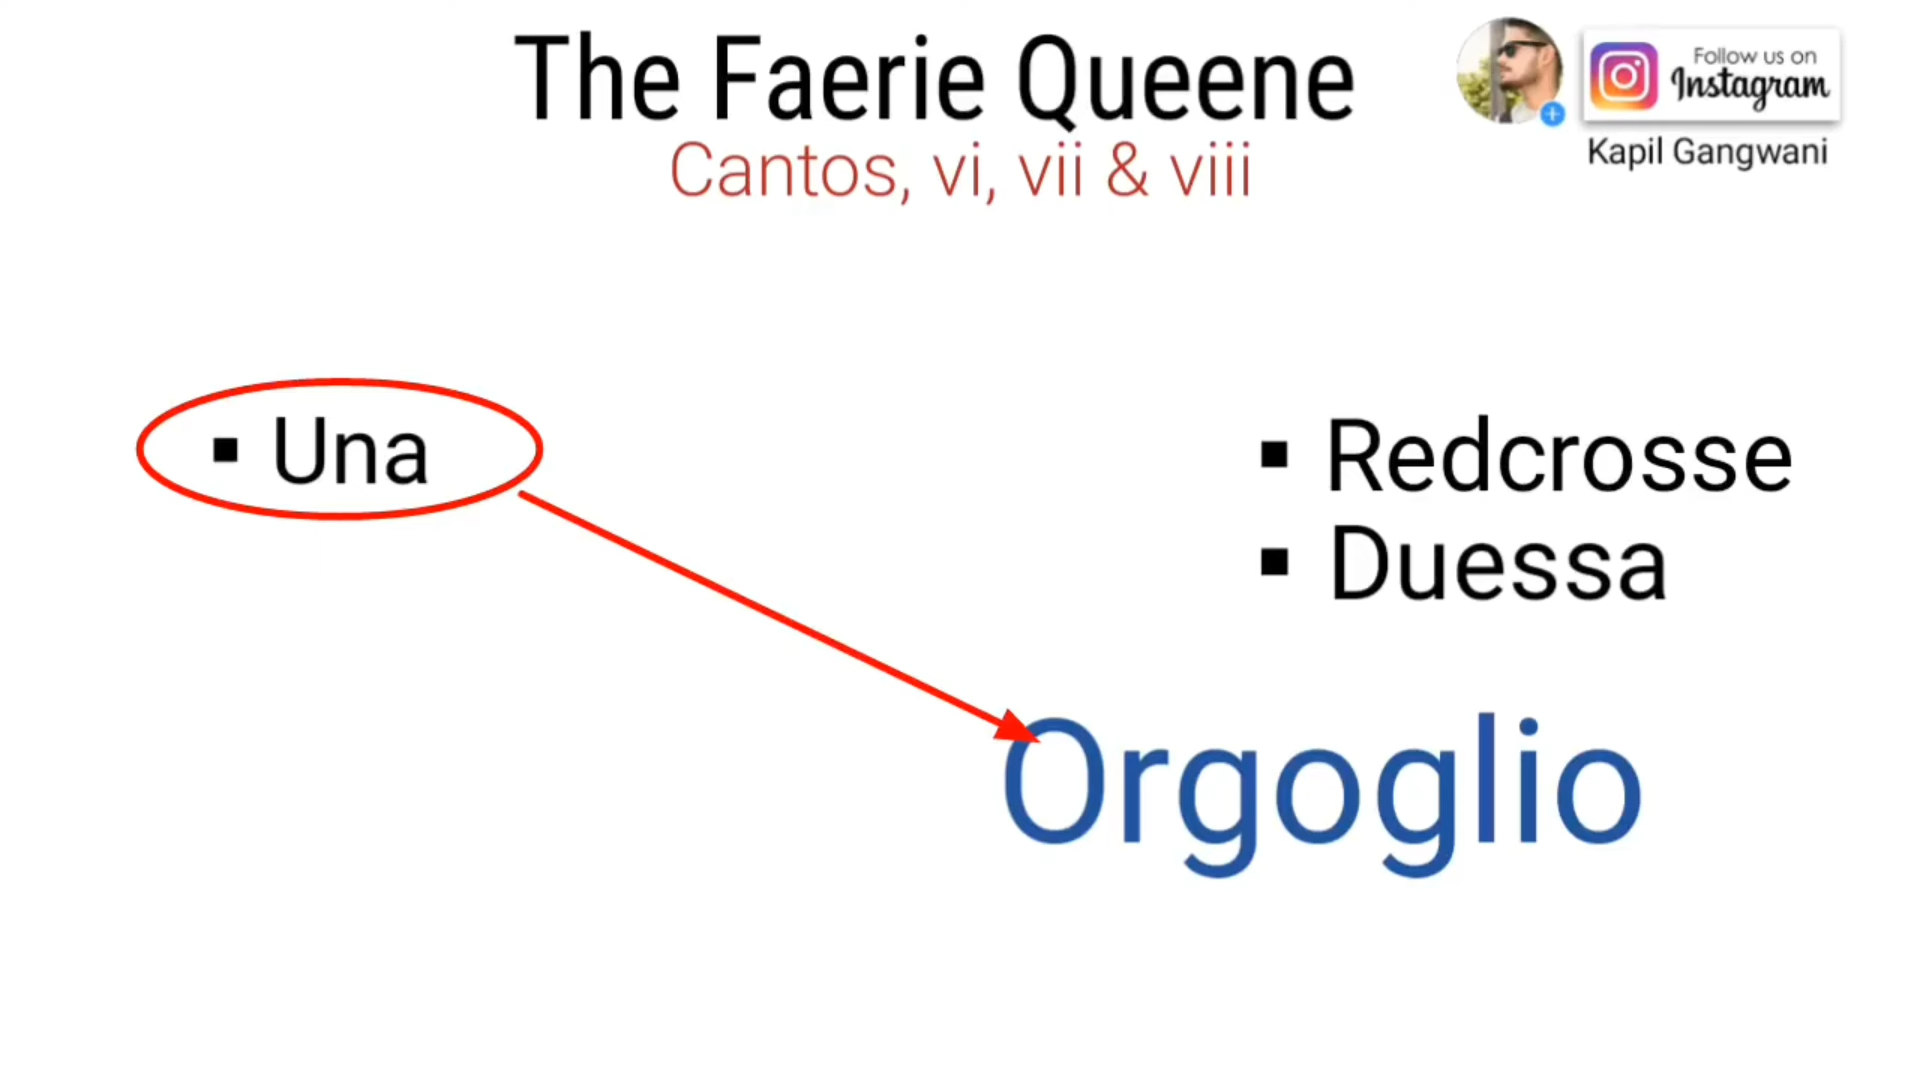 The Faerie Queene
Cantos, vi, vii & viii
Follow us on
Instagram
Kapil Gangwani
▪ Una
▪ Redcrosse
▪ Duessa
Orgoglio